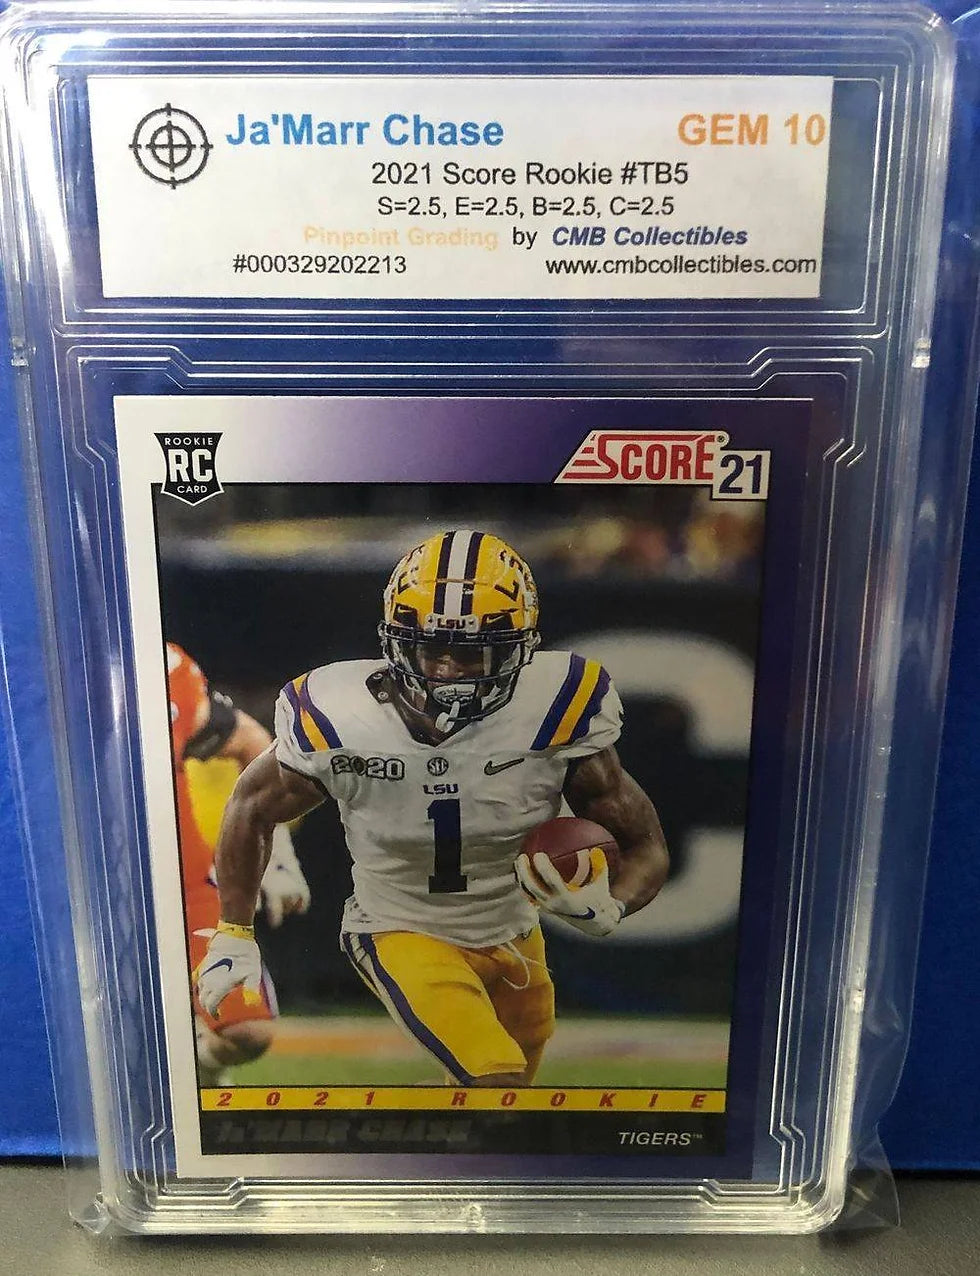 Ja'Marr Chase GEM 10
2021 Score Rookie #TB5
S=2.5, E=2.5, B=2.5, C=2.5
Pinpoint Grading by CMB Collectibles
#000329202213 www.cmbcollectibles.com
ROOKIE
RC
CARD
SCORE®
21
LSU
2020 SEC
LSU
1
2021 ROOKIE
JA'MARR CHASE
TIGERS™